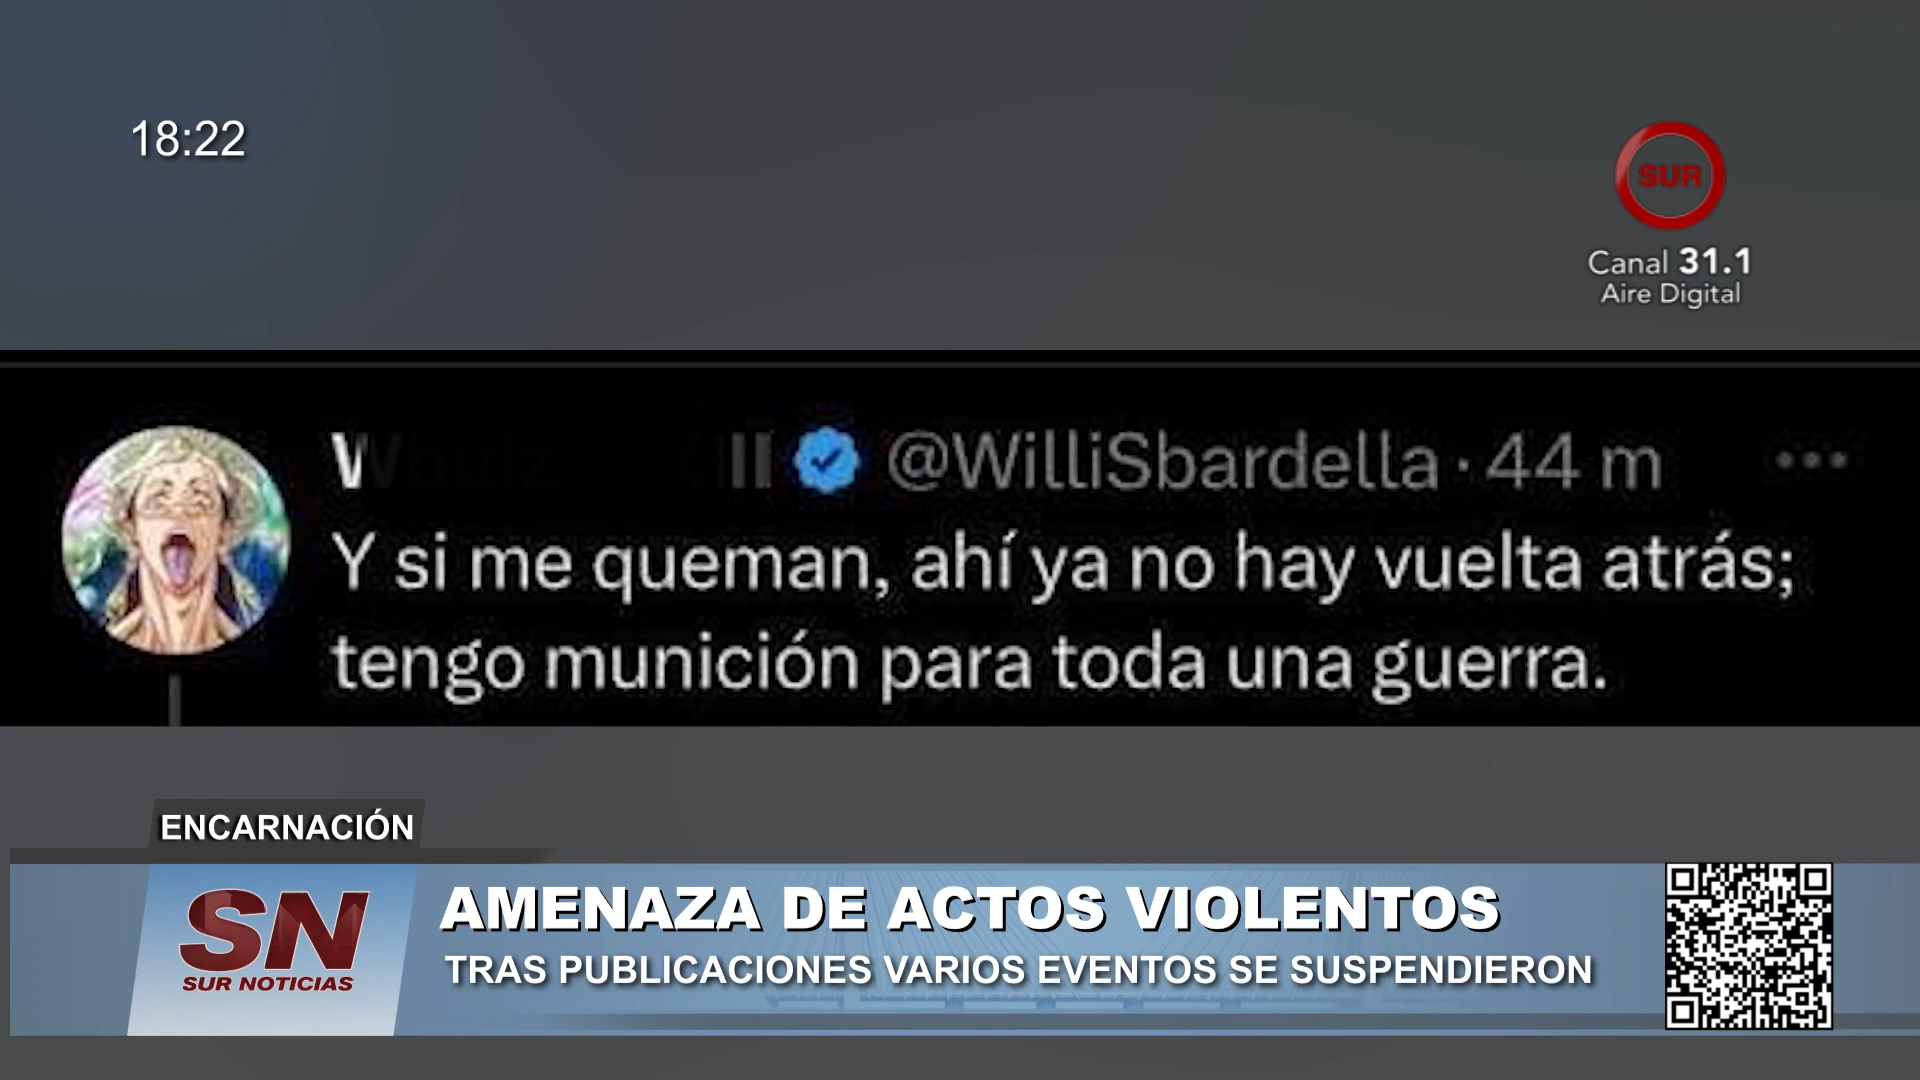 18:22
SUR
Canal 31.1
Aire Digital
@WilliSbardella · 44 m
Y si me queman, ahí ya no hay vuelta atrás;
tengo munición para toda una guerra.
ENCARNACIÓN
SN
SUR NOTICIAS
AMENAZA DE ACTOS VIOLENTOS
TRAS PUBLICACIONES VARIOS EVENTOS SE SUSPENDIERON